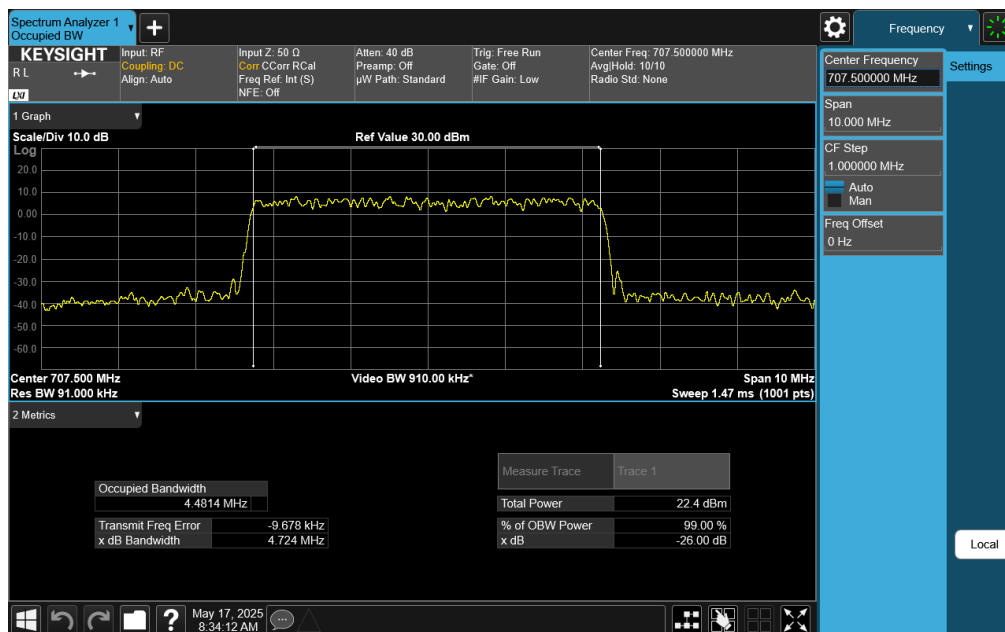 Spectrum Analyzer 1
Occupied BW
Frequency
KEYSIGHT
R L
LXI
Input: RF
Coupling: DC
Align: Auto
Input Z: 50 Ω
Corr CCorr RCal
Freq Ref: Int (S)
NFE: Off
Atten: 40 dB
Preamp: Off
µW Path: Standard
Trig: Free Run
Gate: Off
#IF Gain: Low
Center Freq: 707.500000 MHz
Avg|Hold: 10/10
Radio Std: None
Center Frequency
707.500000 MHz
Settings
Span
10.000 MHz
CF Step
1.000000 MHz
Auto
Man
Freq Offset
0 Hz
Local
1 Graph
Scale/Div 10.0 dB
Ref Value 30.00 dBm
Log
20.0
10.0
0.00
-10.0
-20.0
-30.0
-40.0
-50.0
-60.0
Center 707.500 MHz
Video BW 910.00 kHz*
Span 10 MHz
Res BW 91.000 kHz
Sweep 1.47 ms (1001 pts)
2 Metrics
Measure Trace
Trace 1
Occupied Bandwidth
4.4814 MHz
Total Power
22.4 dBm
Transmit Freq Error
-9.678 kHz
% of OBW Power
99.00 %
x dB Bandwidth
4.724 MHz
x dB
-26.00 dB
May 17, 2025
8:34:12 AM